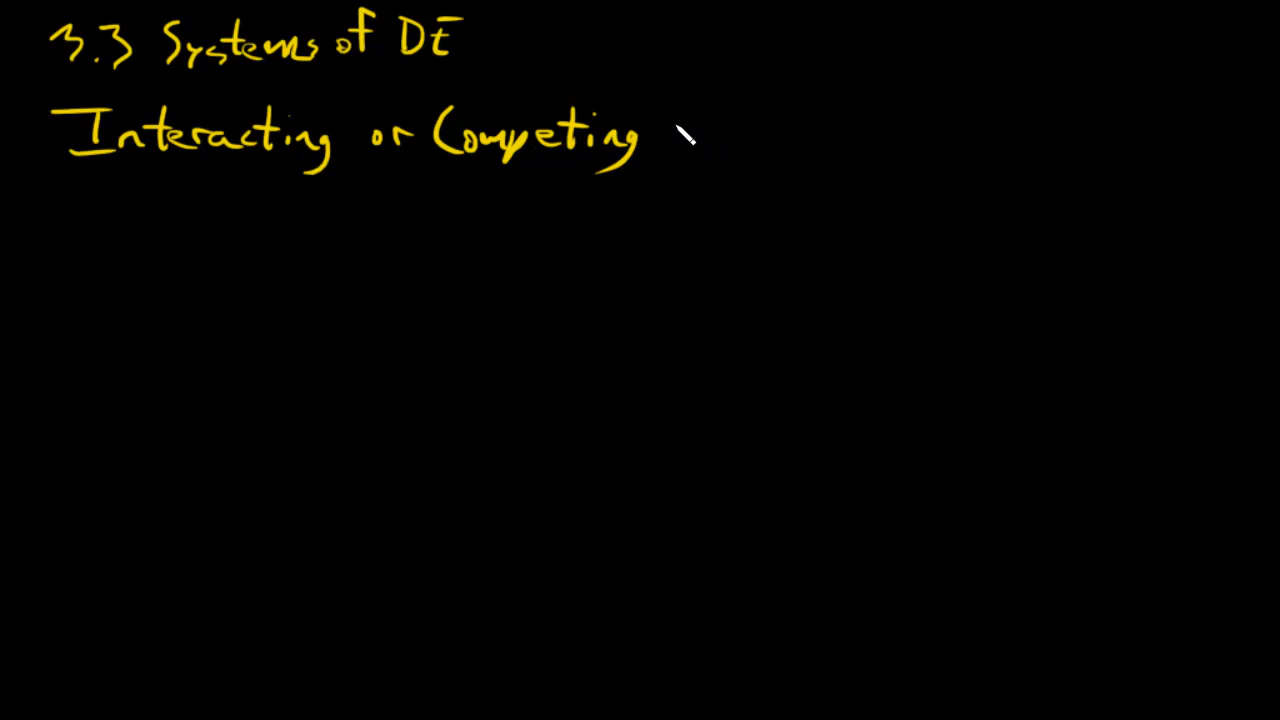 3.3 Systems of DE
Interacting or Competing